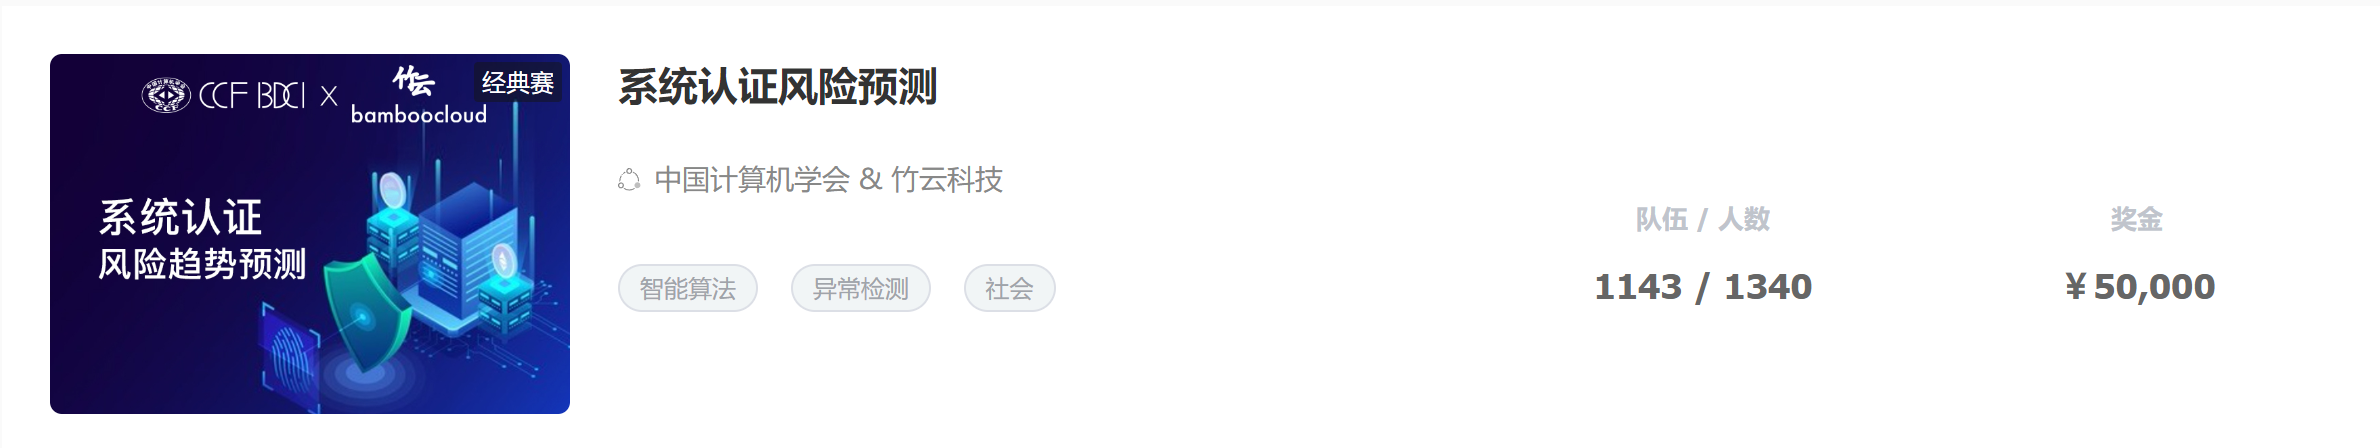 CCF BDCI X 竹云 bamboocloud
经典赛
系统认证
风险趋势预测
系统认证风险预测
中国计算机学会 & 竹云科技
智能算法 异常检测 社会
队伍 / 人数
1143 / 1340
奖金
￥50,000